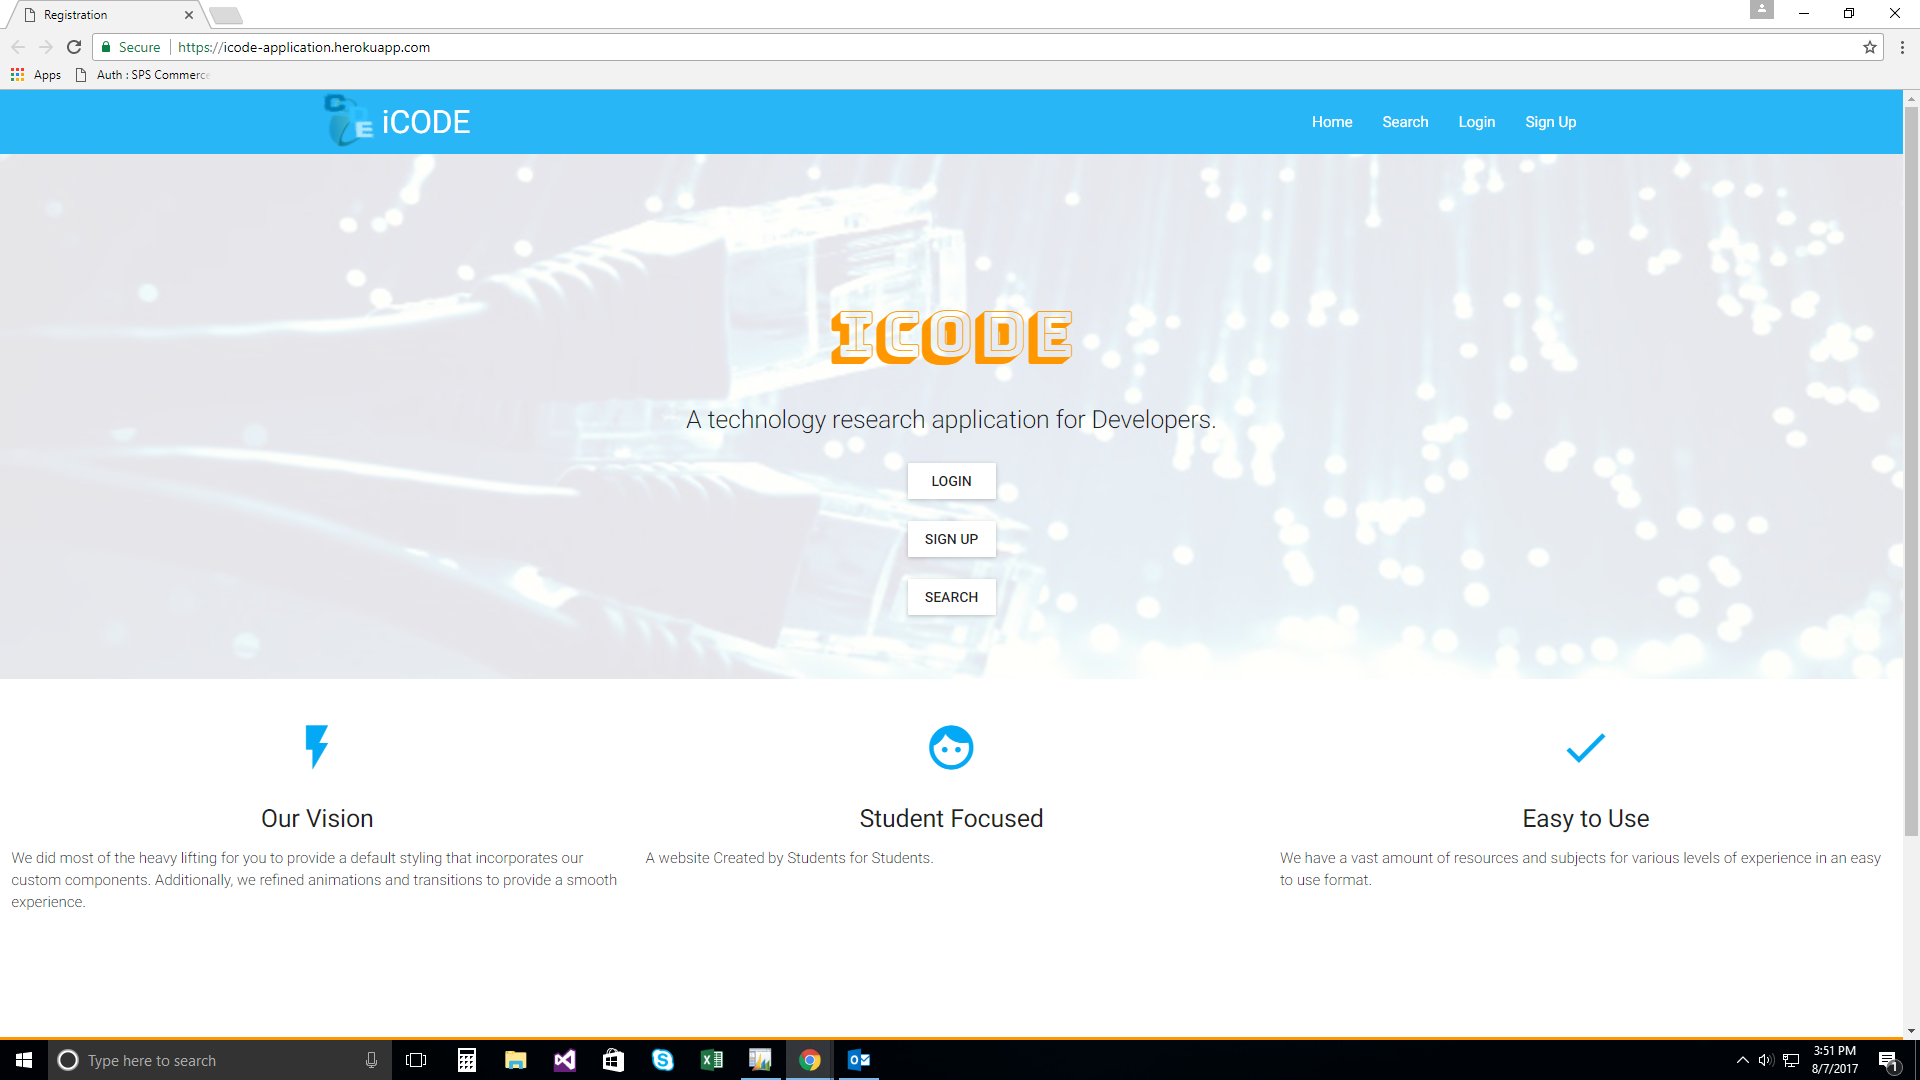 Registration
Secure
https://icode-application.herokuapp.com
Apps
Auth : SPS Commerce
iCODE
Home
Search
Login
Sign Up
ICODE
A technology research application for Developers.
LOGIN
SIGN UP
SEARCH
Our Vision
We did most of the heavy lifting for you to provide a default styling that incorporates our
custom components. Additionally, we refined animations and transitions to provide a smooth
experience.
Student Focused
A website Created by Students for Students.
Easy to Use
We have a vast amount of resources and subjects for various levels of experience in an easy
to use format.
Type here to search
3:51 PM
8/7/2017
1